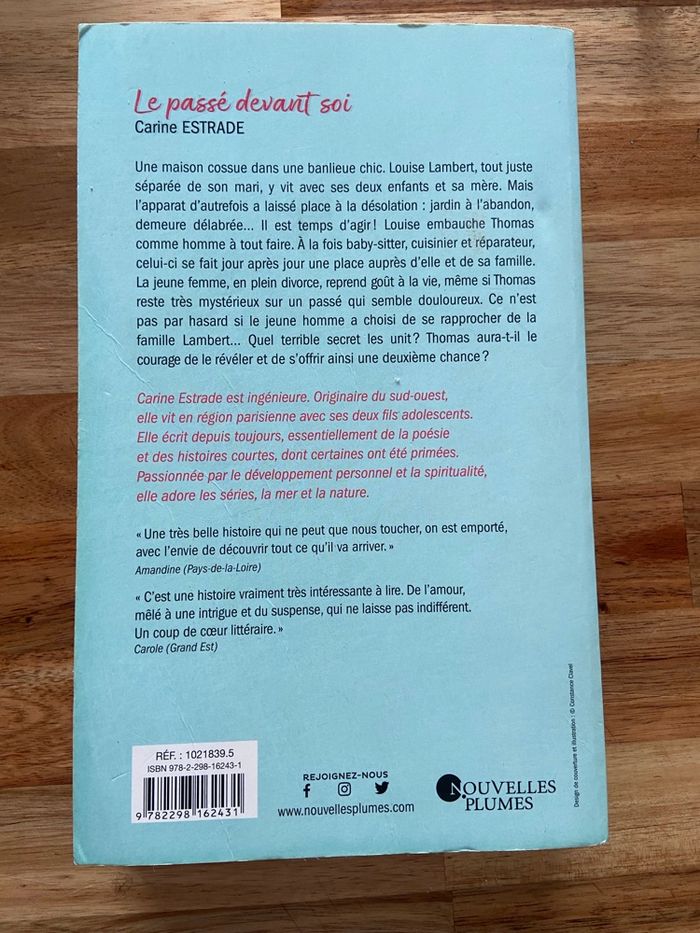 Le passé devant soi
Carine ESTRADE
Une maison cossue dans une banlieue chic. Louise Lambert, tout juste
séparée de son mari, y vit avec ses deux enfants et sa mère. Mais
l'apparat d'autrefois a laissé place à la désolation : jardin à l'abandon,
demeure délabrée... Il est temps d'agir ! Louise embauche Thomas
comme homme à tout faire. À la fois baby-sitter, cuisinier et réparateur,
celui-ci se fait jour après jour une place auprès d'elle et de sa famille.
La jeune femme, en plein divorce, reprend goût à la vie, même si Thomas
reste très mystérieux sur un passé qui semble douloureux. Ce n'est
pas par hasard si le jeune homme a choisi de se rapprocher de la
famille Lambert... Quel terrible secret les unit ? Thomas aura-t-il le
courage de le révéler et de s'offrir ainsi une deuxième chance ?
Carine Estrade est ingénieure. Originaire du sud-ouest,
elle vit en région parisienne avec ses deux fils adolescents.
Elle écrit depuis toujours, essentiellement de la poésie
et des histoires courtes, dont certaines ont été primées.
Passionnée par le développement personnel et la spiritualité,
elle adore les séries, la mer et la nature.
« Une très belle histoire qui ne peut que nous toucher, on est emporté,
avec l'envie de découvrir tout ce qu'il va arriver. »
Amandine (Pays-de-la-Loire)
« C'est une histoire vraiment très intéressante à lire. De l'amour,
mêlé à une intrigue et du suspense, qui ne laisse pas indifférent.
Un coup de cœur littéraire. »
Carole (Grand Est)
RÉF. : 1021839.5
ISBN 978-2-298-16243-1
9 782298 162431
REJOIGNEZ-NOUS
www.nouvellesplumes.com
NOUVELLES
PLUMES
Design de couverture et illustration : © Constance Clavel